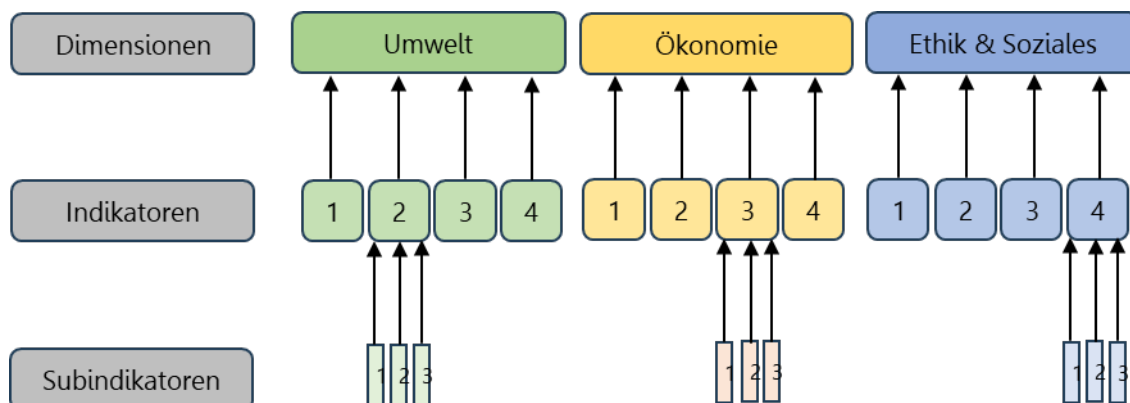 Dimensionen Umwelt Ökonomie Ethik & Soziales
Indikatoren 1 2 3 4 1 2 3 4 1 2 3 4
Subindikatoren 1 2 3 1 2 3 1 2 3